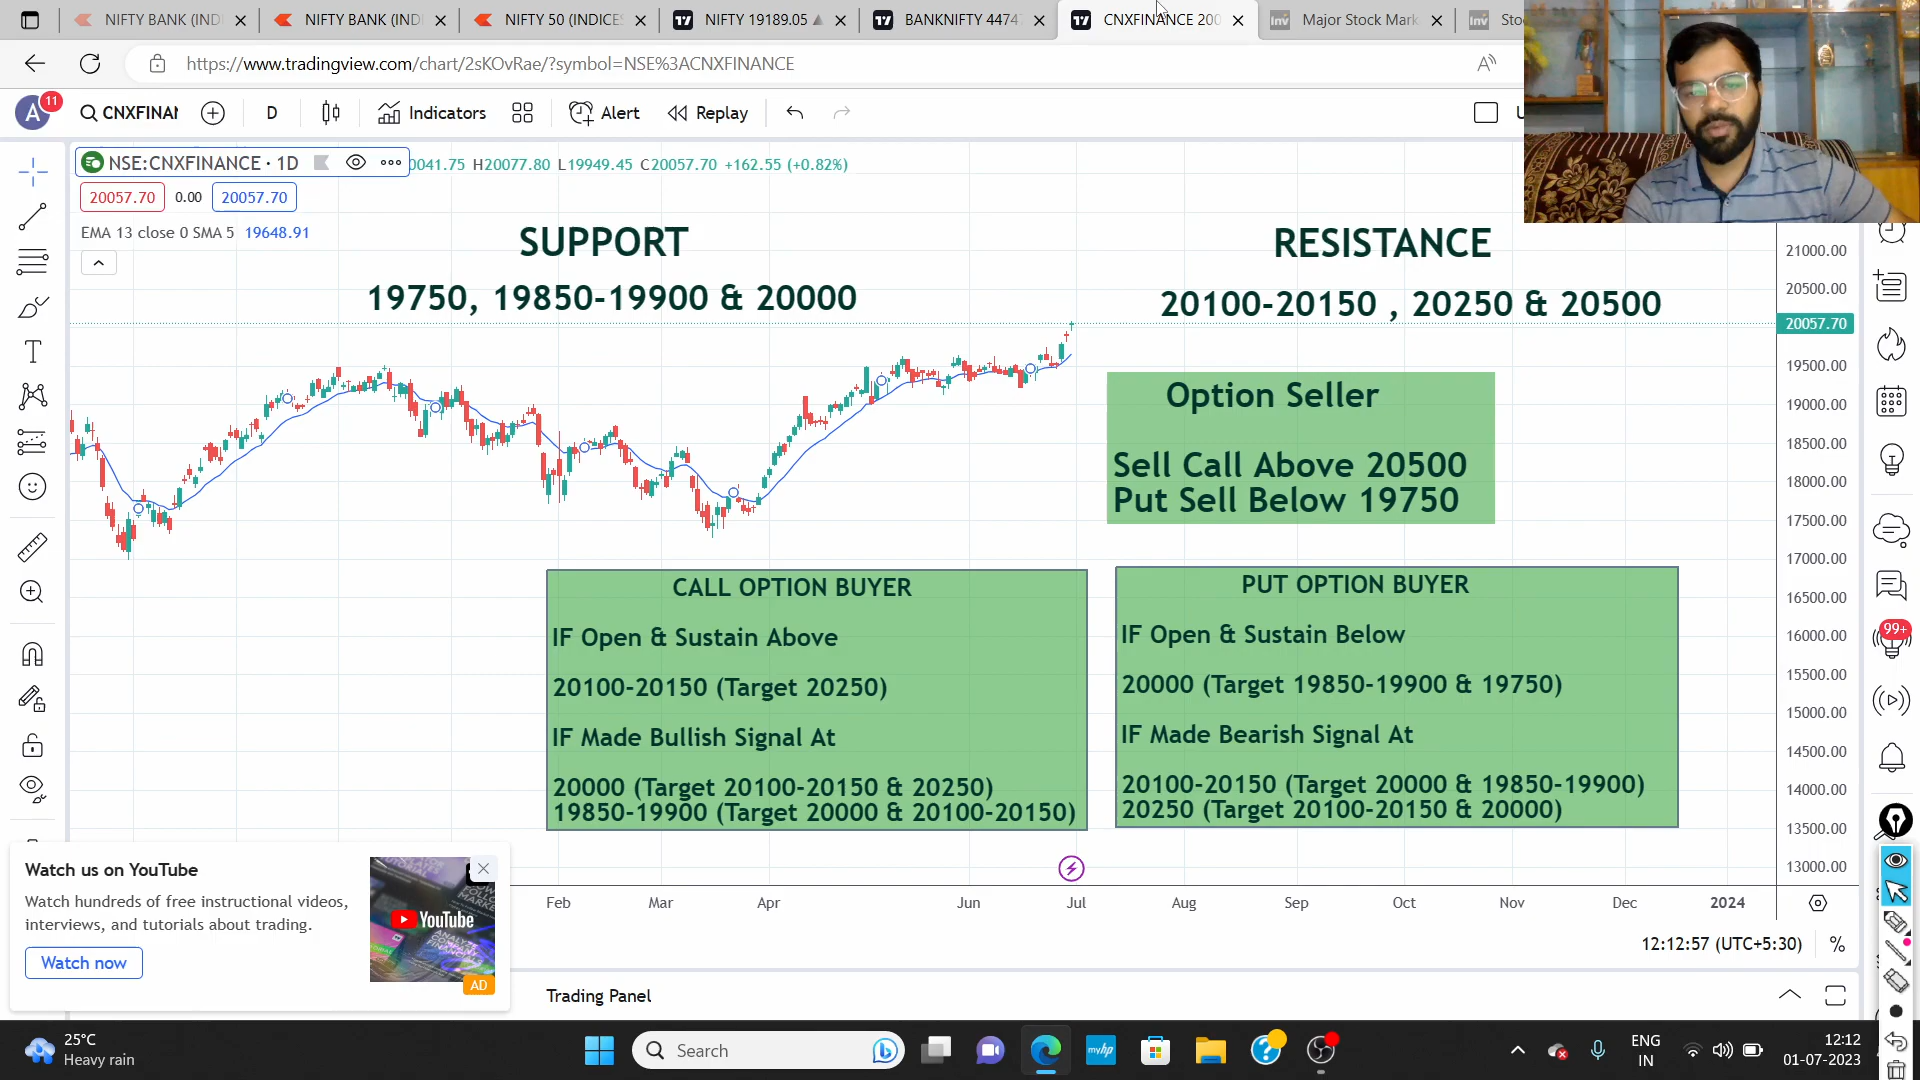 NIFTY BANK (IND
NIFTY BANK (INDI
NIFTY 50 (INDICES
NIFTY 19189.05
BANKNIFTY 4474
CNXFINANCE 200
Major Stock Mark
Sto
https://www.tradingview.com/chart/2sKOvRae/?symbol=NSE%3ACNXFINANCE
A
11
CNXFINAN
D
Indicators
Alert
Replay
U
NSE:CNXFINANCE · 1D
0041.75 H20077.80 L19949.45 C20057.70 +162.55 (+0.82%)
20057.70
0.00
20057.70
EMA 13 close 0 SMA 5 19648.91
SUPPORT
19750, 19850-19900 & 20000
RESISTANCE
20100-20150 , 20250 & 20500
Option Seller
Sell Call Above 20500
Put Sell Below 19750
CALL OPTION BUYER
IF Open & Sustain Above
20100-20150 (Target 20250)
IF Made Bullish Signal At
20000 (Target 20100-20150 & 20250)
19850-19900 (Target 20000 & 20100-20150)
PUT OPTION BUYER
IF Open & Sustain Below
20000 (Target 19850-19900 & 19750)
IF Made Bearish Signal At
20100-20150 (Target 20000 & 19850-19900)
20250 (Target 20100-20150 & 20000)
21000.00
20500.00
20057.70
19500.00
19000.00
18500.00
18000.00
17500.00
17000.00
16500.00
16000.00
15500.00
15000.00
14500.00
14000.00
13500.00
13000.00
99+
Feb
Mar
Apr
Jun
Jul
Aug
Sep
Oct
Nov
Dec
2024
12:12:57 (UTC+5:30)
%
Watch us on YouTube
Watch hundreds of free instructional videos,
interviews, and tutorials about trading.
Watch now
YouTube
AD
Trading Panel
25°C
Heavy rain
Search
myhp
ENG
IN
12:12
01-07-2023